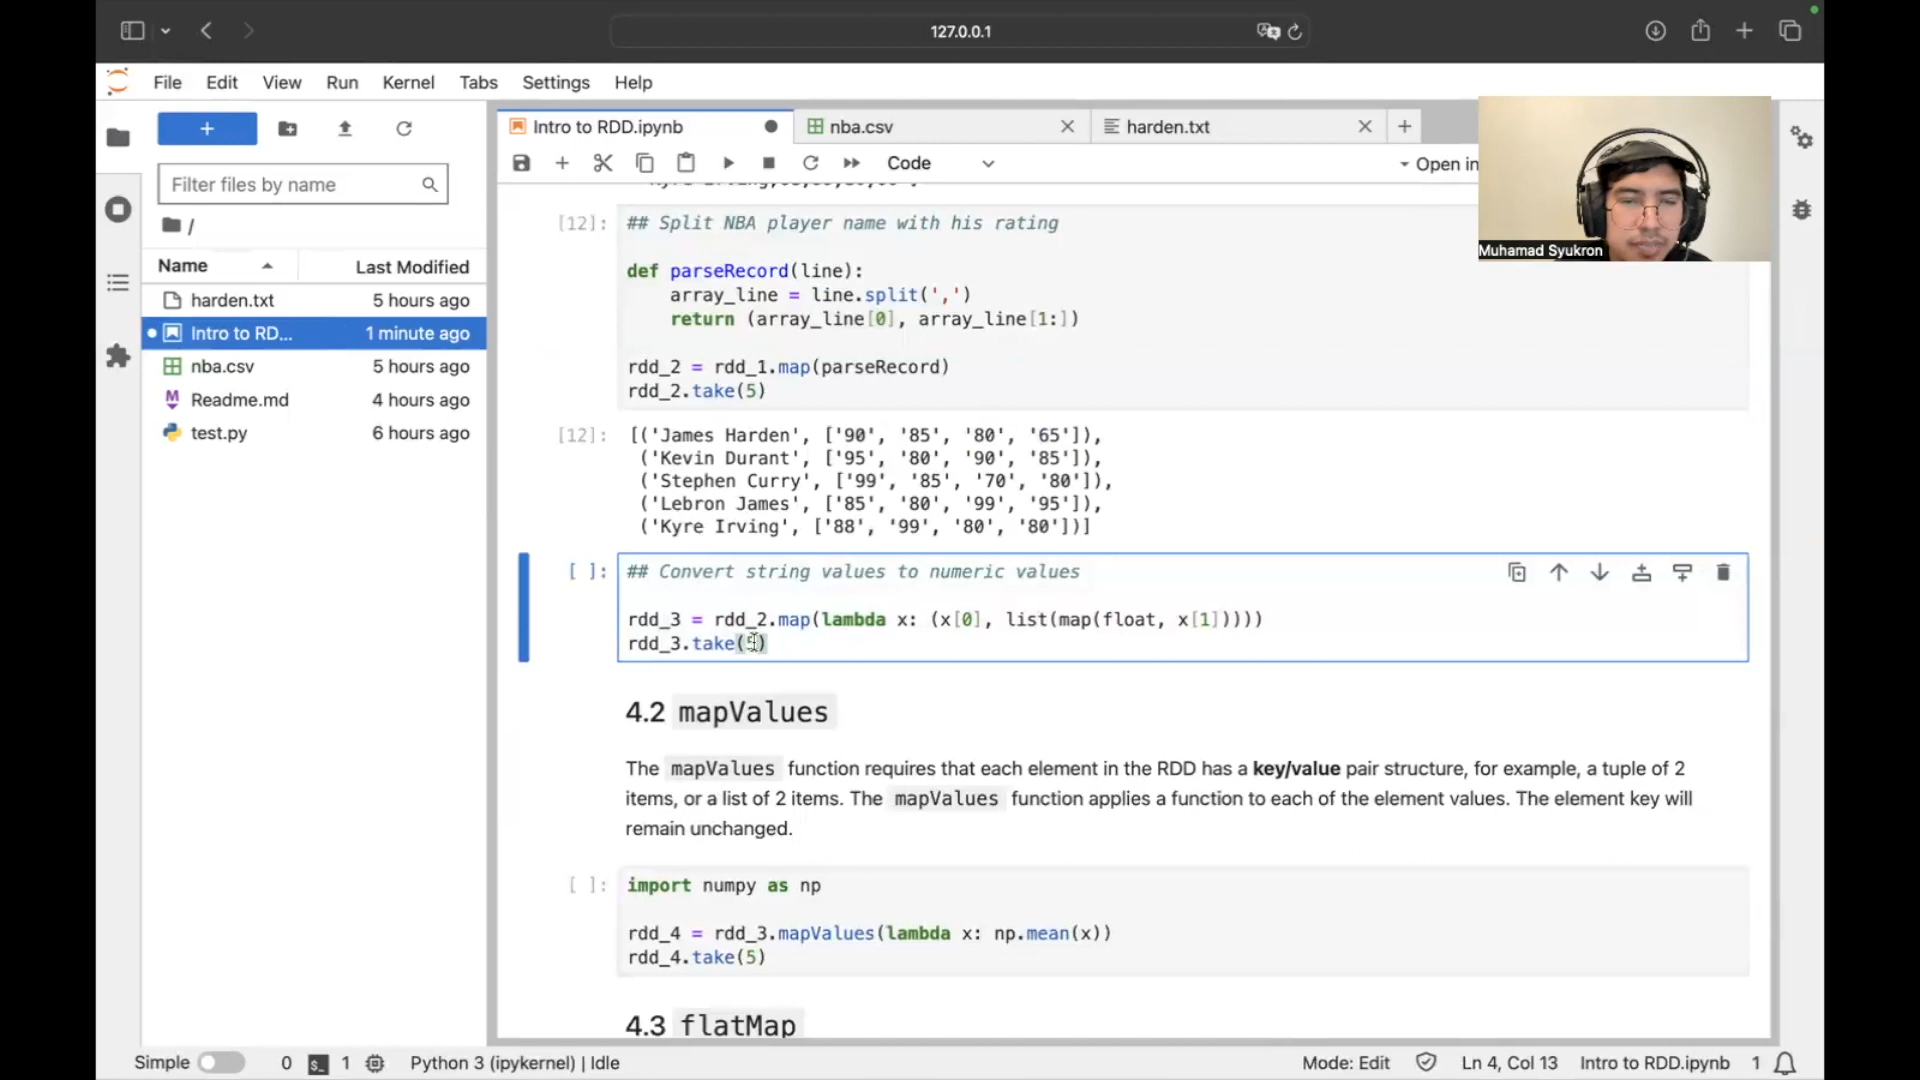 127.0.0.1
File Edit View Run Kernel Tabs Settings Help
+
Intro to RDD.ipynb
nba.csv
harden.txt
Filter files by name
Code
Open in
Muhamad Syukron
/
Name Last Modified
harden.txt 5 hours ago
Intro to RD... 1 minute ago
nba.csv 5 hours ago
Readme.md 4 hours ago
test.py 6 hours ago
[12]: ## Split NBA player name with his rating
def parseRecord(line):
array_line = line.split(',')
return (array_line[0], array_line[1:])
rdd_2 = rdd_1.map(parseRecord)
rdd_2.take(5)
[12]: [('James Harden', ['90', '85', '80', '65']),
('Kevin Durant', ['95', '80', '90', '85']),
('Stephen Curry', ['99', '85', '70', '80']),
('Lebron James', ['85', '80', '99', '95']),
('Kyre Irving', ['88', '99', '80', '80'])]
[ ]: ## Convert string values to numeric values
rdd_3 = rdd_2.map(lambda x: (x[0], list(map(float, x[1]))))
rdd_3.take(5)
4.2 mapValues
The mapValues function requires that each element in the RDD has a key/value pair structure, for example, a tuple of 2
items, or a list of 2 items. The mapValues function applies a function to each of the element values. The element key will
remain unchanged.
[ ]: import numpy as np
rdd_4 = rdd_3.mapValues(lambda x: np.mean(x))
rdd_4.take(5)
4.3 flatMap
Simple 0 1 Python 3 (ipykernel) | Idle Mode: Edit Ln 4, Col 13 Intro to RDD.ipynb 1